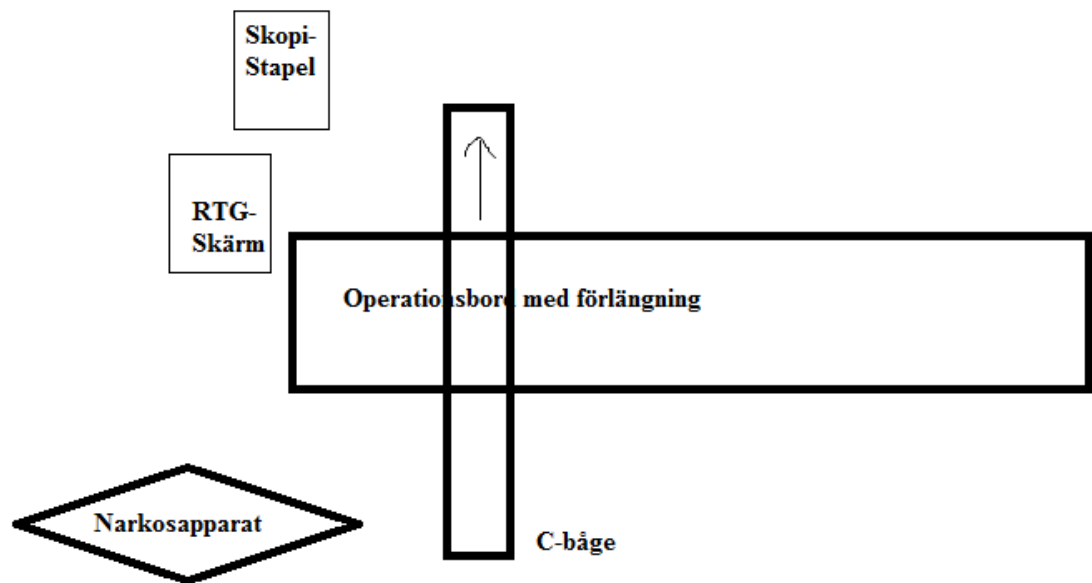 Skopi-
Stapel
RTG-
Skärm
Operationsbord med förlängning
Narkosapparat
C-båge